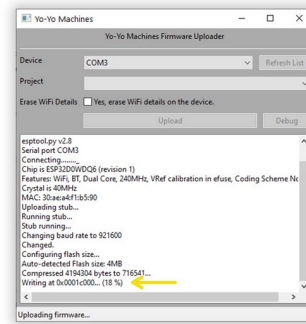 Yo-Yo Machines
Yo-Yo Machines Firmware Uploader
Device
COM3
Refresh List
Project
Erase WiFi Details
Yes, erase WiFi details on the device.
Upload
Debug
esptool.py v2.8
Serial port COM3
Connecting........_
Chip is ESP32D0WDQ6 (revision 1)
Features: WiFi, BT, Dual Core, 240MHz, VRef calibration in efuse, Coding Scheme No
Crystal is 40MHz
MAC: 30:ae:a4:f1:b5:90
Uploading stub...
Running stub...
Stub running...
Changing baud rate to 921600
Changed.
Configuring flash size...
Auto-detected Flash size: 4MB
Compressed 4194304 bytes to 716541...
Writing at 0x0001c000... (18 %)
Uploading firmware...